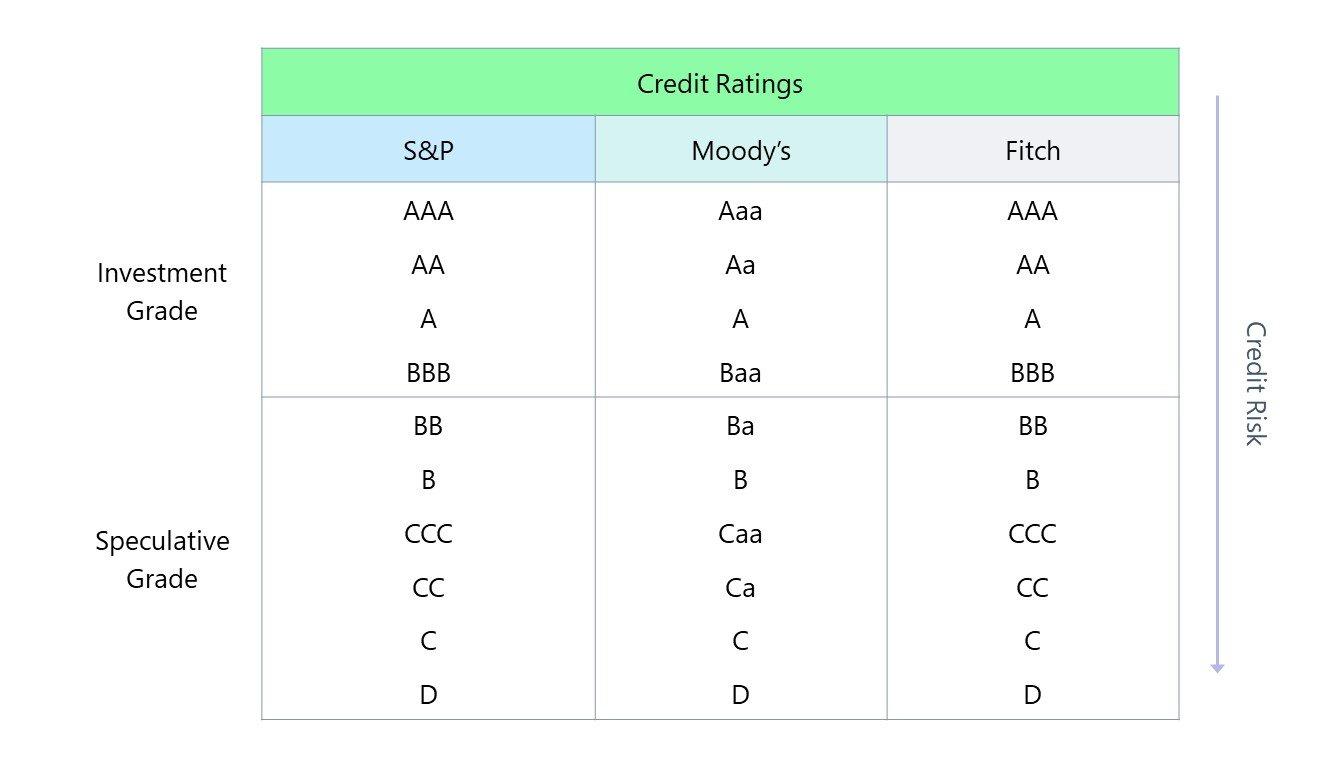 Credit Ratings
S&P Moody’s Fitch
AAA Aaa AAA
Investment
Grade
AA Aa AA
A A A
BBB Baa BBB
BB Ba BB
B B B
Speculative
Grade
CCC Caa CCC
CC Ca CC
C C C
D D D
Credit Risk